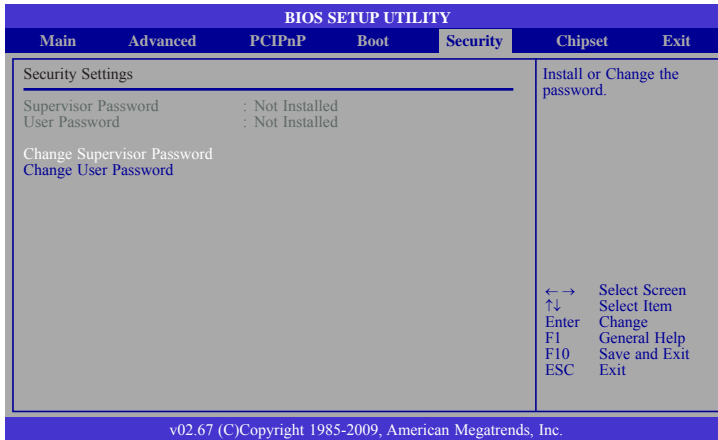 BIOS SETUP UTILITY
Main Advanced PCIPnP Boot Security Chipset Exit
Security Settings
Supervisor Password : Not Installed
User Password : Not Installed
Change Supervisor Password
Change User Password
Install or Change the
password.
←→ Select Screen
↑↓ Select Item
Enter Change
F1 General Help
F10 Save and Exit
ESC Exit
v02.67 (C)Copyright 1985-2009, American Megatrends, Inc.